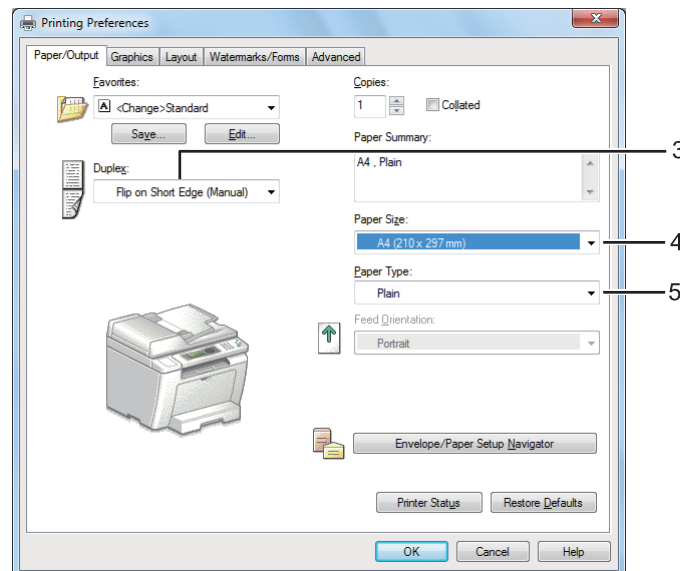 Printing Preferences
x
Paper/Output Graphics Layout Watermarks/Forms Advanced
Favorites:
A <Change>Standard
Save... Edit...
Duplex:
Flip on Short Edge (Manual)
Copies:
1 Collated
Paper Summary:
A4 , Plain
3
Paper Size:
A4 (210 x 297 mm)
4
Paper Type:
Plain
5
Feed Orientation:
Portrait
Envelope/Paper Setup Navigator
Printer Status Restore Defaults
OK Cancel Help